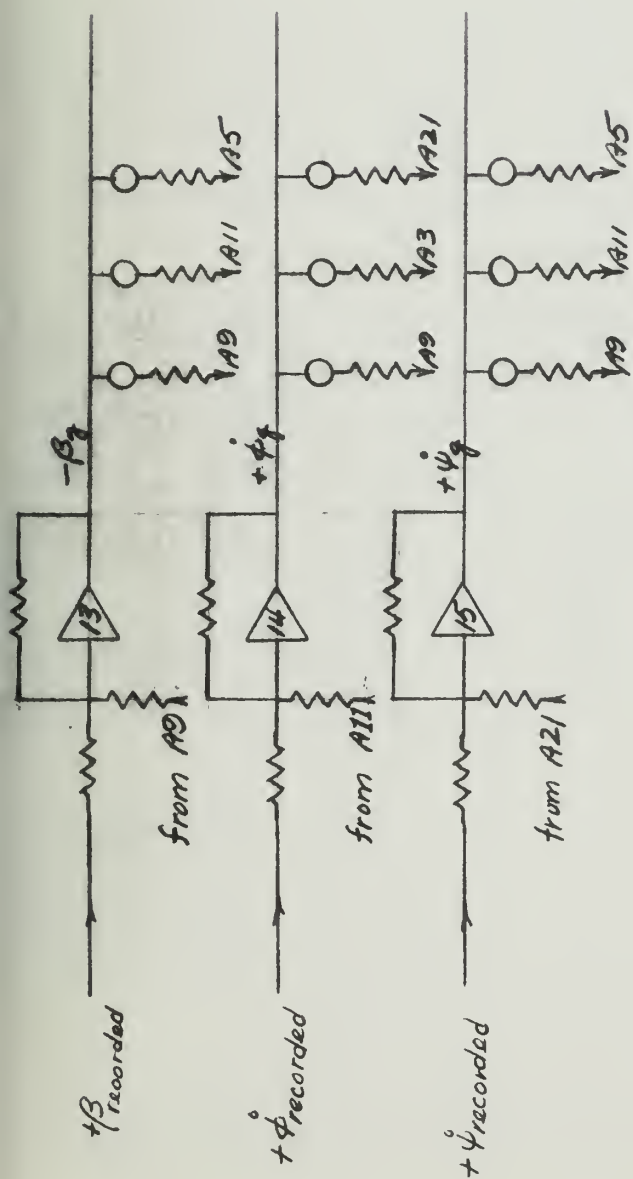 +β recorded
from A9
13
-βg
A9
A11
A5
+φ̇ recorded
from A11
14
+φ̇g
A9
A3
A21
+ψ̇ recorded
from A21
15
+ψ̇g
A9
A11
A5